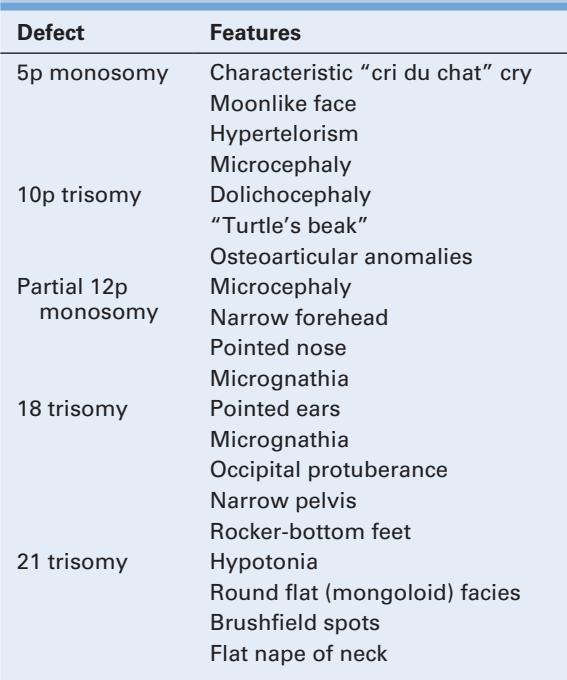 Defect Features
5p monosomy Characteristic “cri du chat” cry
Moonlike face
Hypertelorism
Microcephaly
10p trisomy Dolichocephaly
“Turtle’s beak”
Osteoarticular anomalies
Partial 12p Microcephaly
monosomy Narrow forehead
Pointed nose
Micrognathia
18 trisomy Pointed ears
Micrognathia
Occipital protuberance
Narrow pelvis
Rocker-bottom feet
21 trisomy Hypotonia
Round flat (mongoloid) facies
Brushfield spots
Flat nape of neck